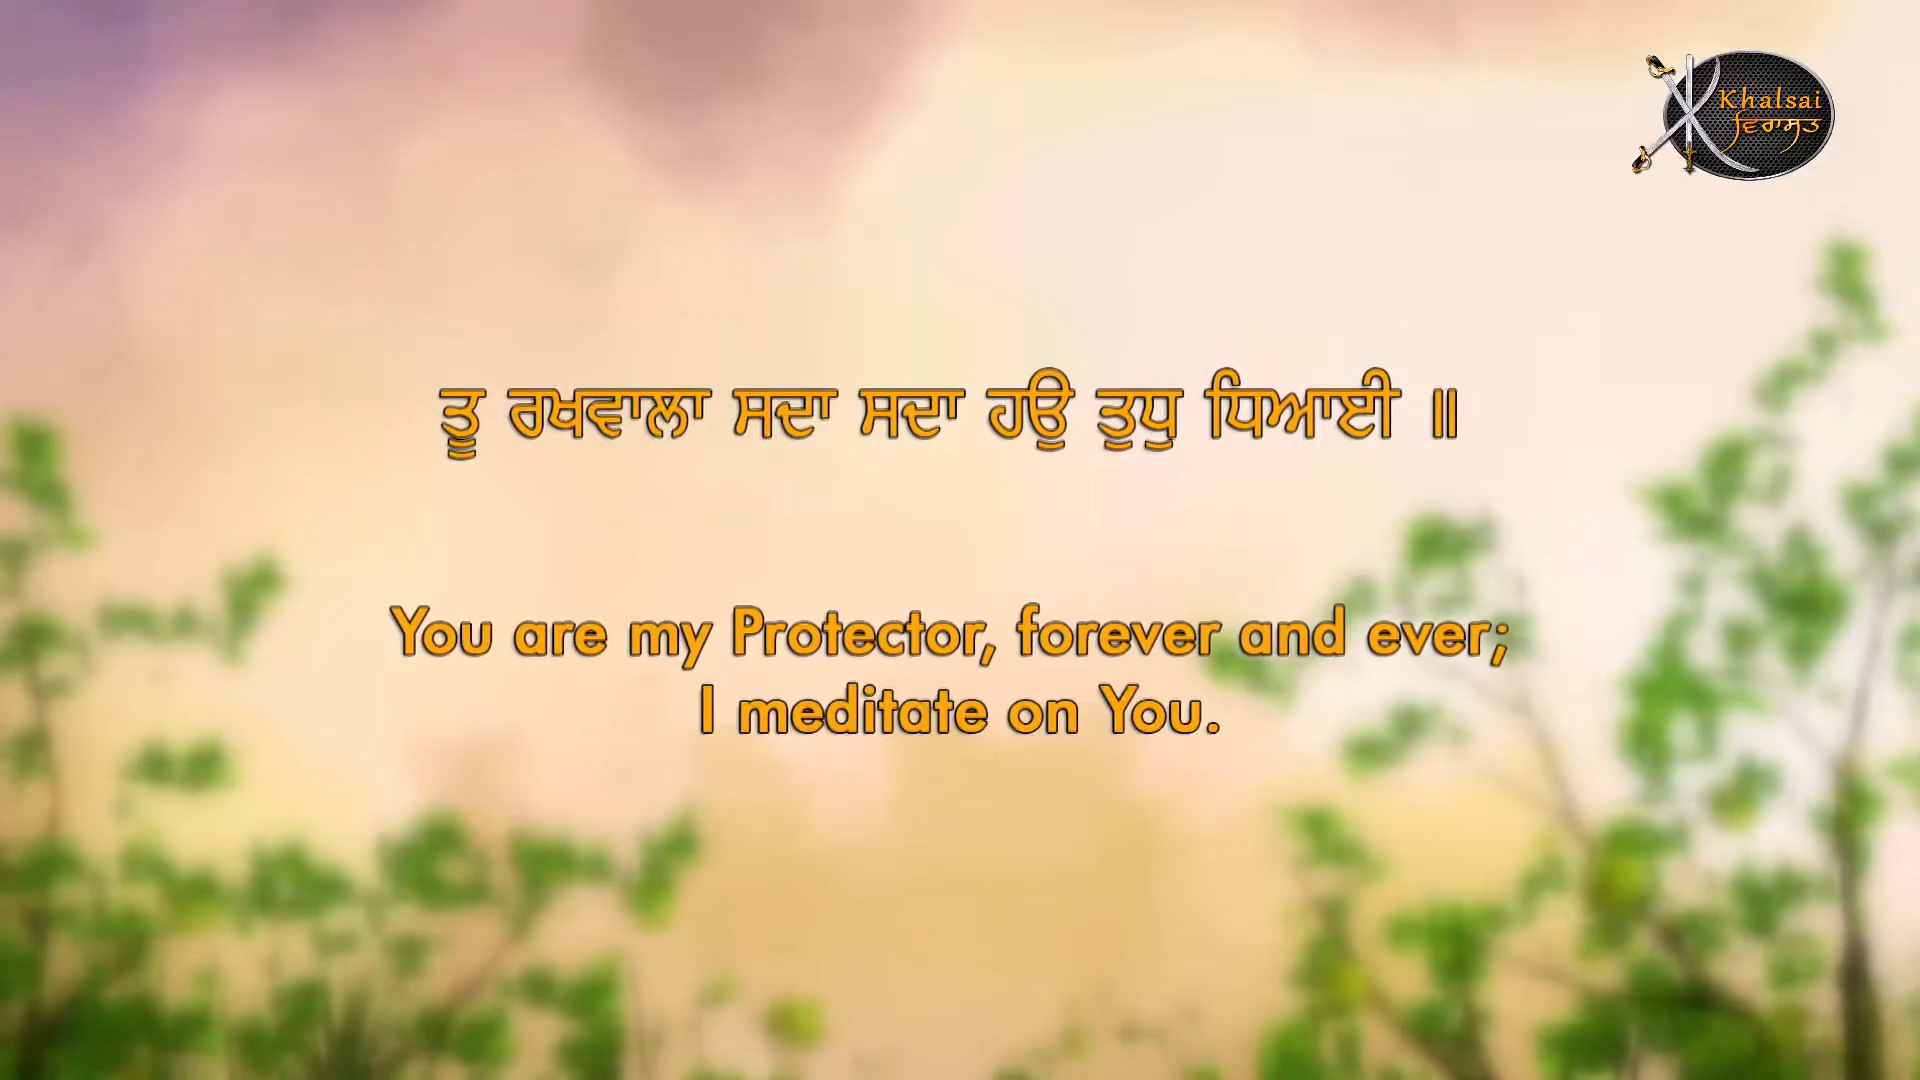 Khalsai
ਵਿਰਾਸਤ
ਤੂ ਰਖਵਾਲਾ ਸਦਾ ਸਦਾ ਹਉ ਤੁਧੁ ਧਿਆਈ ॥
You are my Protector, forever and ever;
I meditate on You.